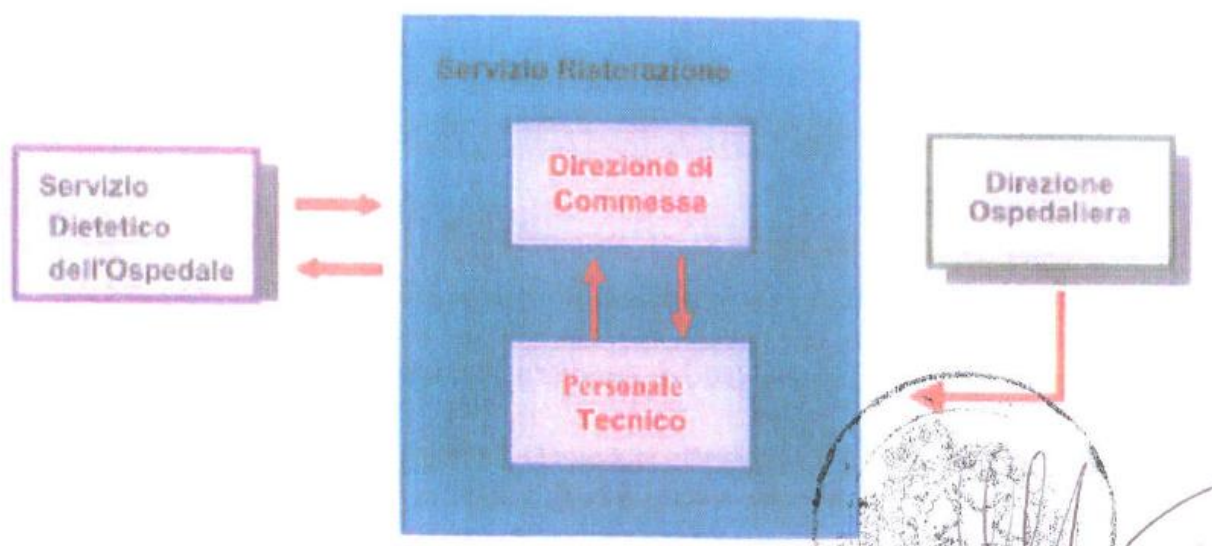 Servizio Ristorazione
Servizio
Dietetico
dell'Ospedale
Direzione di
Commessa
Personale
Tecnico
Direzione
Ospedaliera